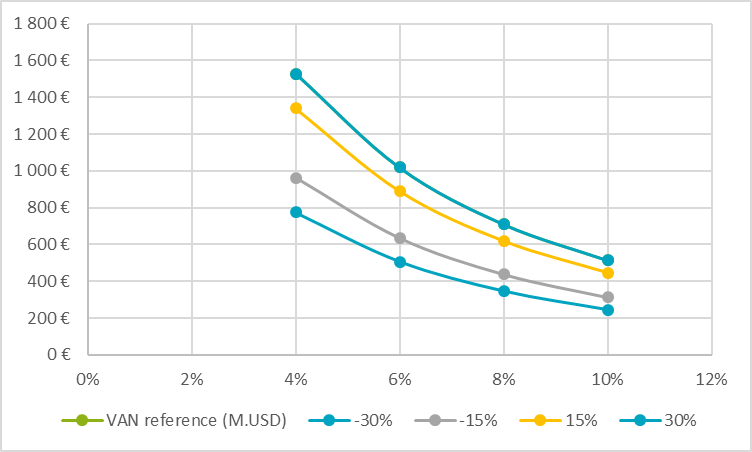 1 800 €
1 600 €
1 400 €
1 200 €
1 000 €
800 €
600 €
400 €
200 €
0 €
0% 2% 4% 6% 8% 10% 12%
VAN reference (M.USD) -30% -15% 15% 30%